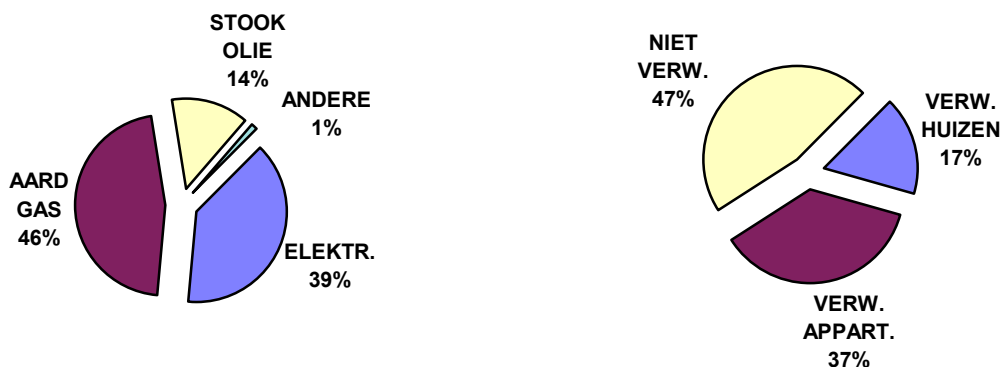 STOOK
OLIE
14%
ANDERE
1%
AARD
GAS
46%
ELEKTR.
39%
NIET
VERW.
47%
VERW.
HUIZEN
17%
VERW.
APPART.
37%